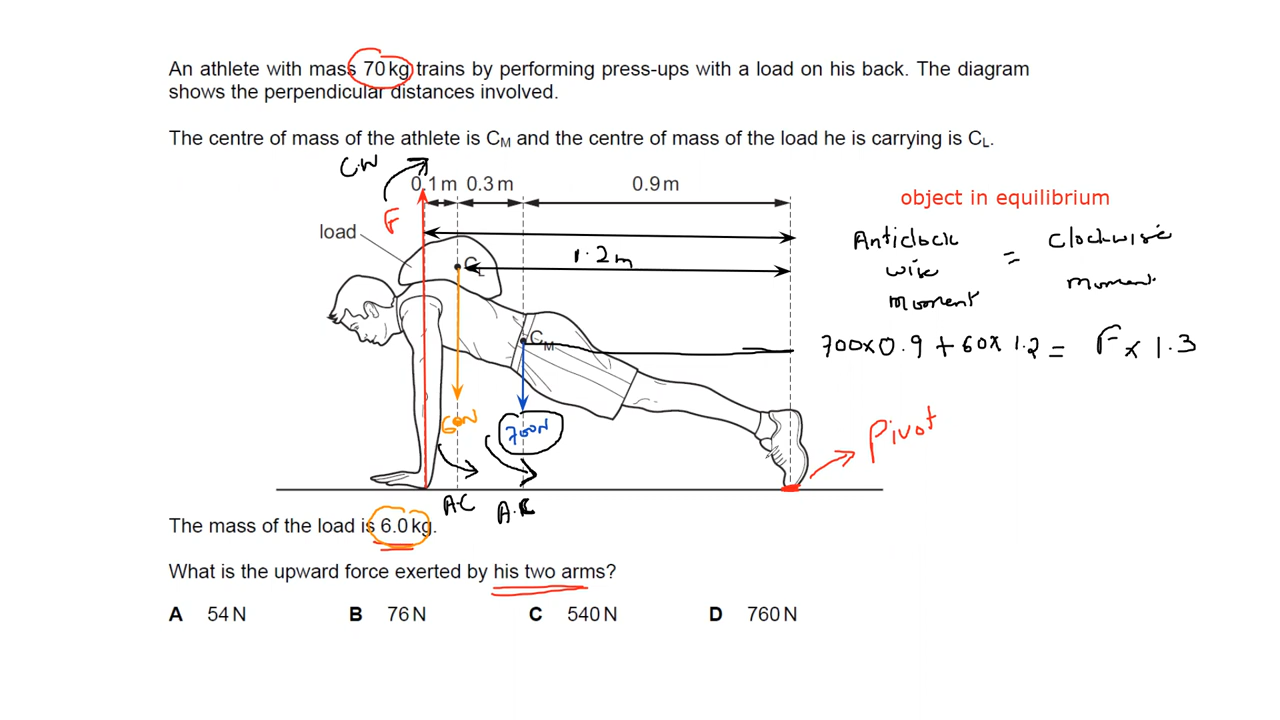 An athlete with mass 70 kg trains by performing press-ups with a load on his back. The diagram
shows the perpendicular distances involved.
The centre of mass of the athlete is CM and the centre of mass of the load he is carrying is CL.
C.W
0.1 m 0.3 m 0.9 m
F
object in equilibrium
load
Anticlock
wise
moment
=
Clockwise
moment
1.2 m
CL
CM
700 x 0.9 + 60 x 1.2 = F x 1.3
60N
700N
Pivot
A.C
A.C
The mass of the load is 6.0 kg.
What is the upward force exerted by his two arms?
A 54 N B 76 N C 540 N D 760 N